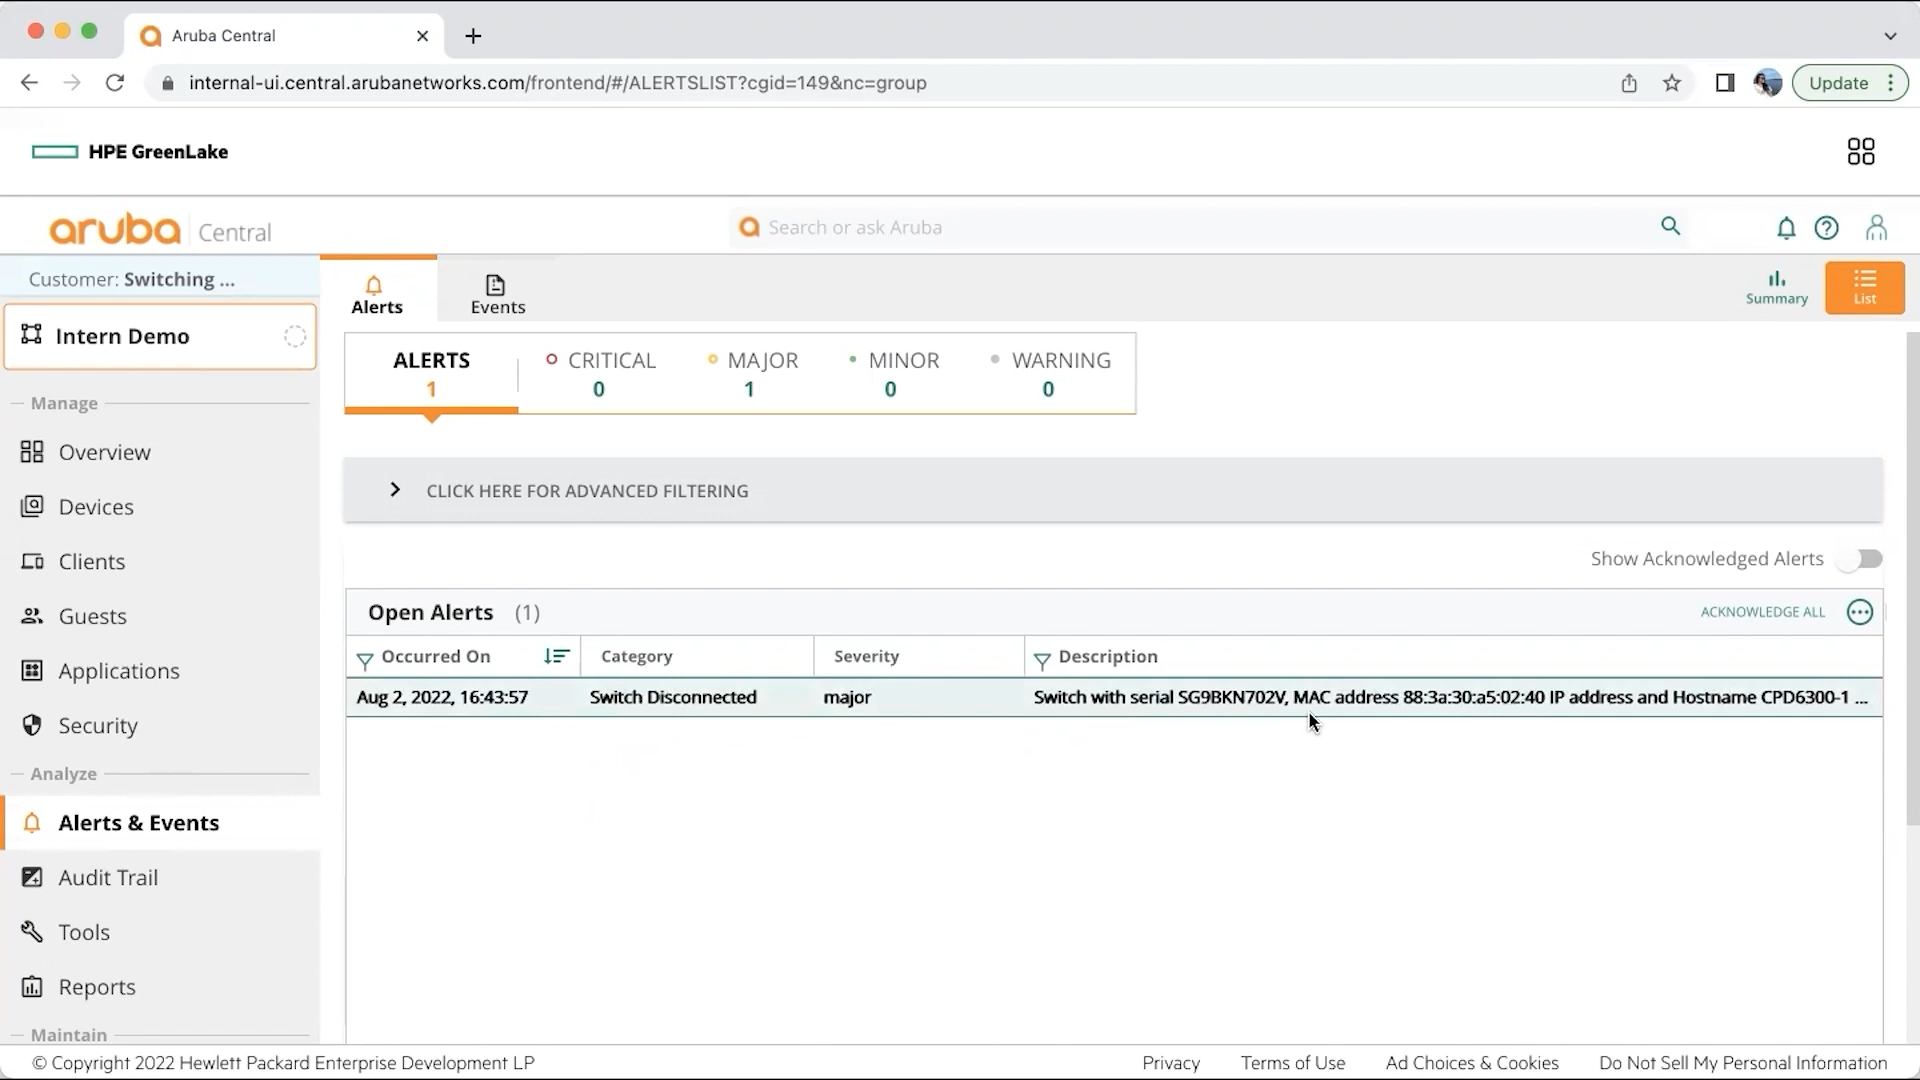 Aruba Central
internal-ui.central.arubanetworks.com/frontend/#/ALERTSLIST?cgid=149&nc=group
Update
HPE GreenLake
aruba Central
Search or ask Aruba
Customer: Switching ...
Intern Demo
Manage
Overview
Devices
Clients
Guests
Applications
Security
Analyze
Alerts & Events
Audit Trail
Tools
Reports
Maintain
Alerts
Events
Summary
List
ALERTS CRITICAL MAJOR MINOR WARNING
1 0 1 0 0
CLICK HERE FOR ADVANCED FILTERING
Show Acknowledged Alerts
Open Alerts (1)
ACKNOWLEDGE ALL
Occurred On Category Severity Description
Aug 2, 2022, 16:43:57 Switch Disconnected major Switch with serial SG9BKN702V, MAC address 88:3a:30:a5:02:40 IP address and Hostname CPD6300-1 ...
© Copyright 2022 Hewlett Packard Enterprise Development LP
Privacy Terms of Use Ad Choices & Cookies Do Not Sell My Personal Information